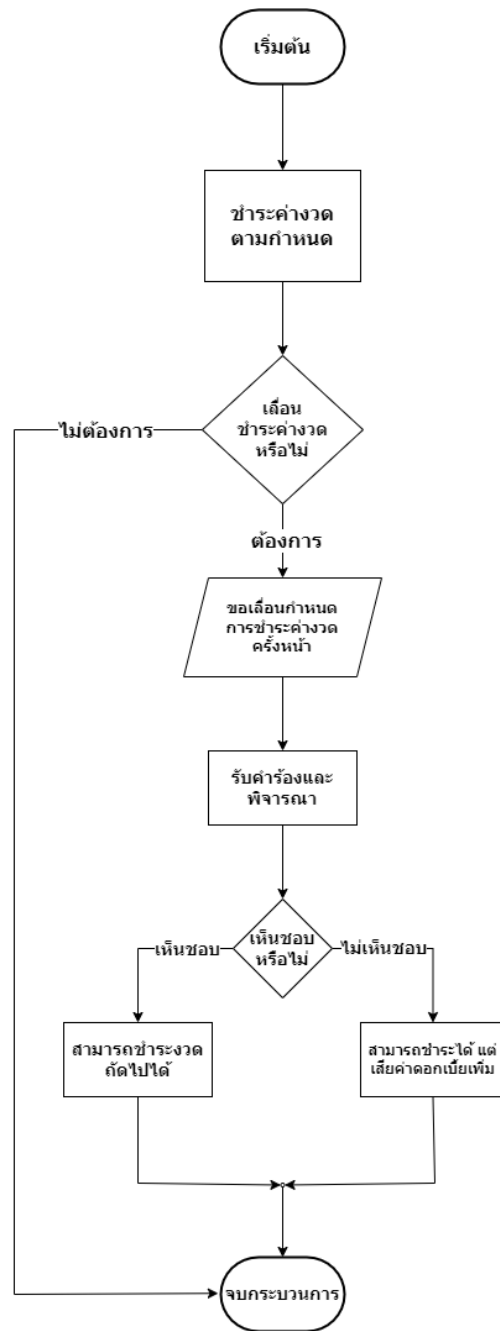 เริ่มต้น
ชำระค่างวด
ตามกำหนด
เลื่อน
ชำระค่างวด
หรือไม่
ไม่ต้องการ
ต้องการ
ขอเลื่อนกำหนด
การชำระค่างวด
ครั้งหน้า
รับคำร้องและ
พิจารณา
เห็นชอบ
หรือไม่
เห็นชอบ
ไม่เห็นชอบ
สามารถชำระงวด
ถัดไปได้
สามารถชำระได้ แต่
เสียค่าดอกเบี้ยเพิ่ม
จบกระบวนการ